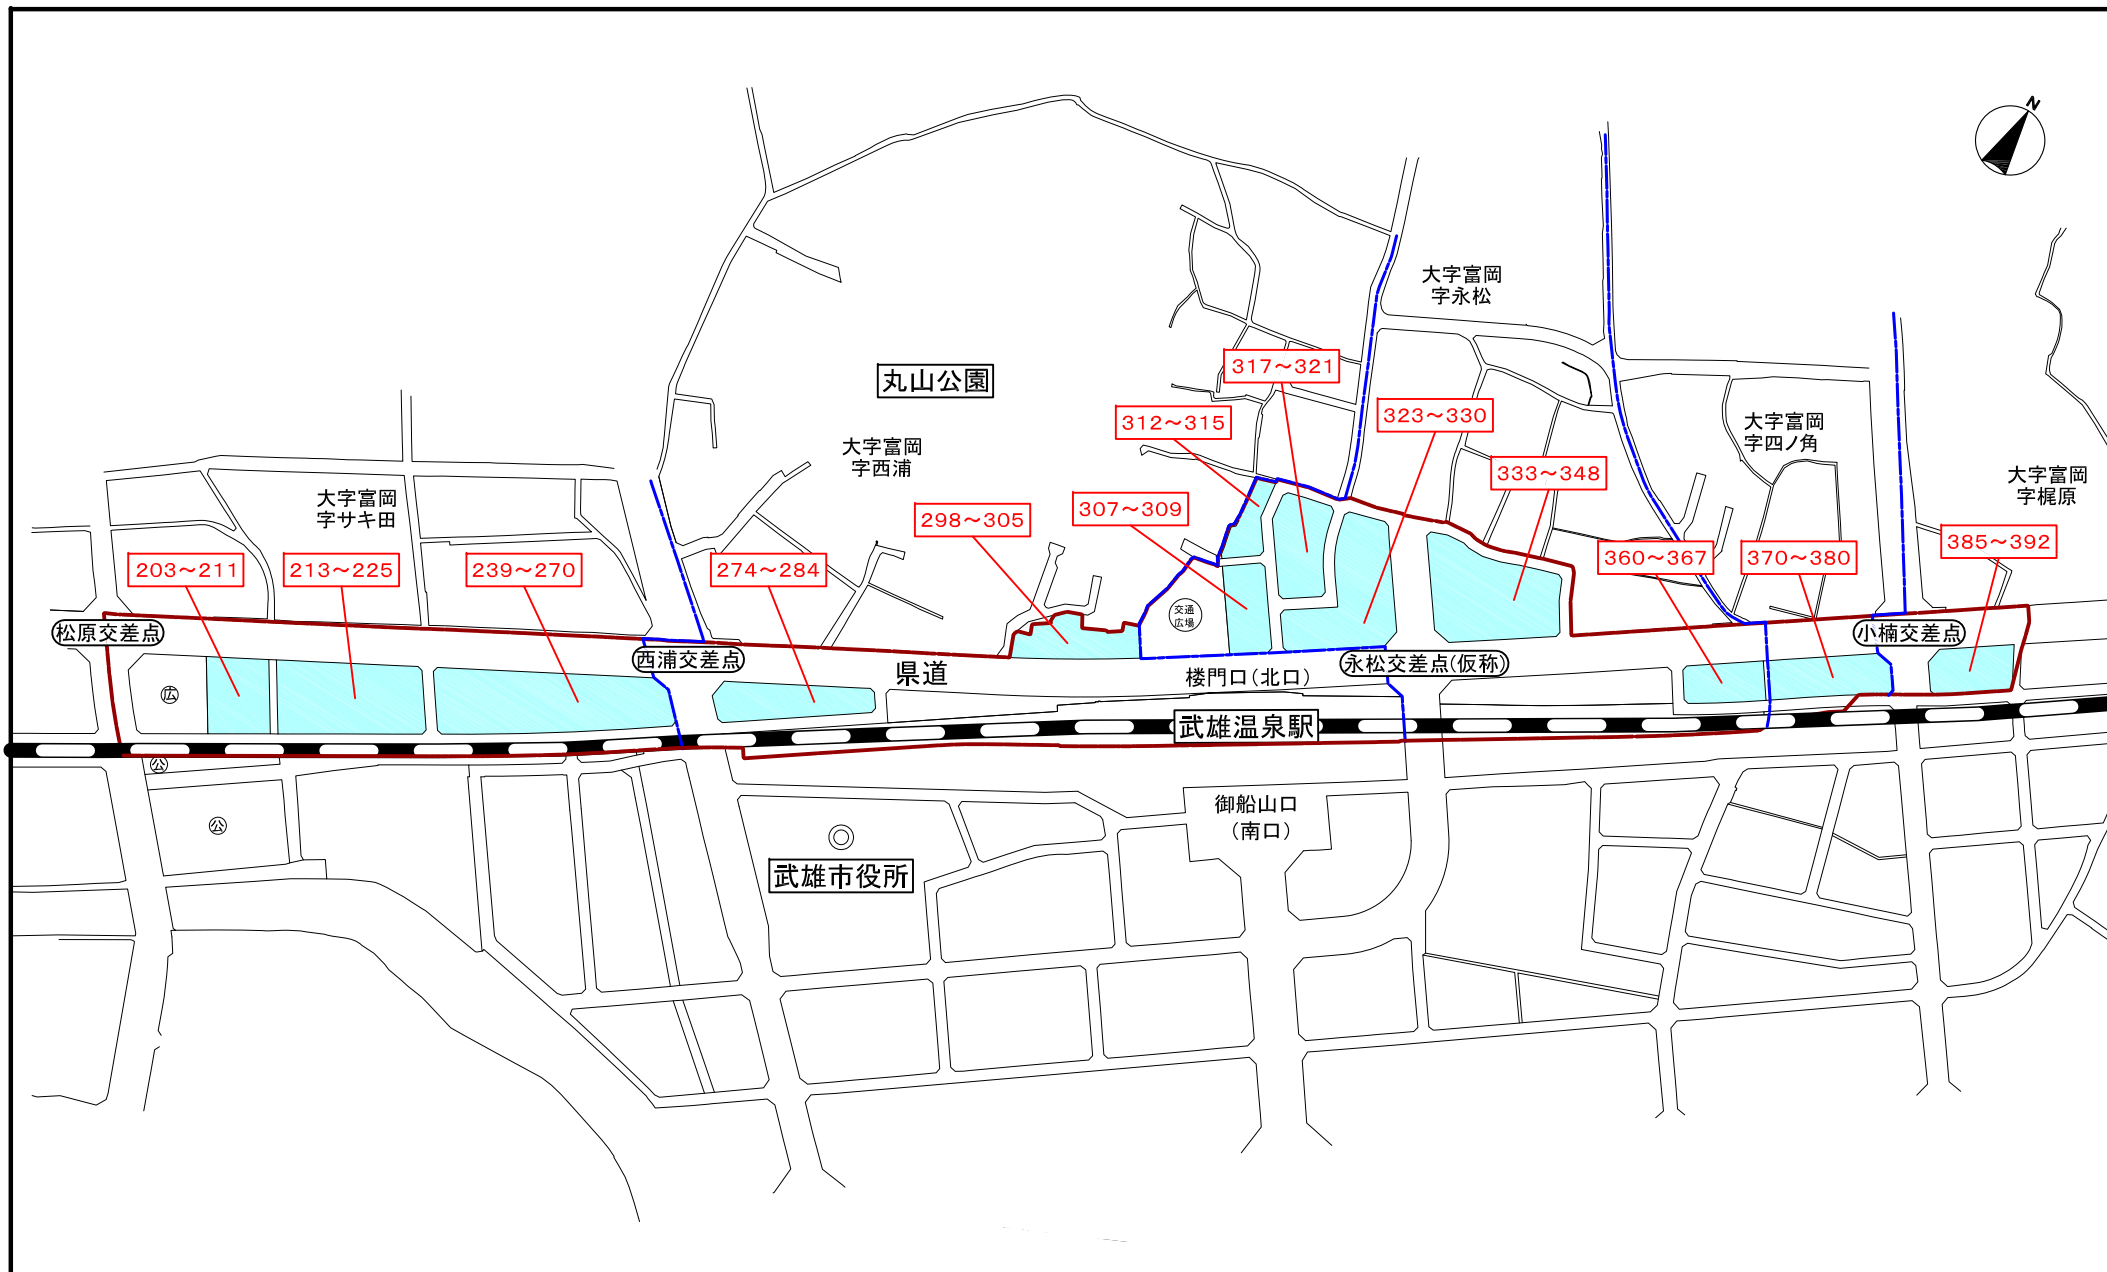 N
大字富岡
字永松
317～321
丸山公園
312～315
323～330
大字富岡
字西浦
大字富岡
字四ノ角
333～348
大字富岡
字サキ田
大字富岡
字梶原
298～305
307～309
203～211
213～225
239～270
274～284
360～367
370～380
385～392
交通
広場
松原交差点
西浦交差点
県道
楼門口(北口)
永松交差点(仮称)
小楠交差点
広
武雄温泉駅
公
公
御船山口
(南口)
武雄市役所